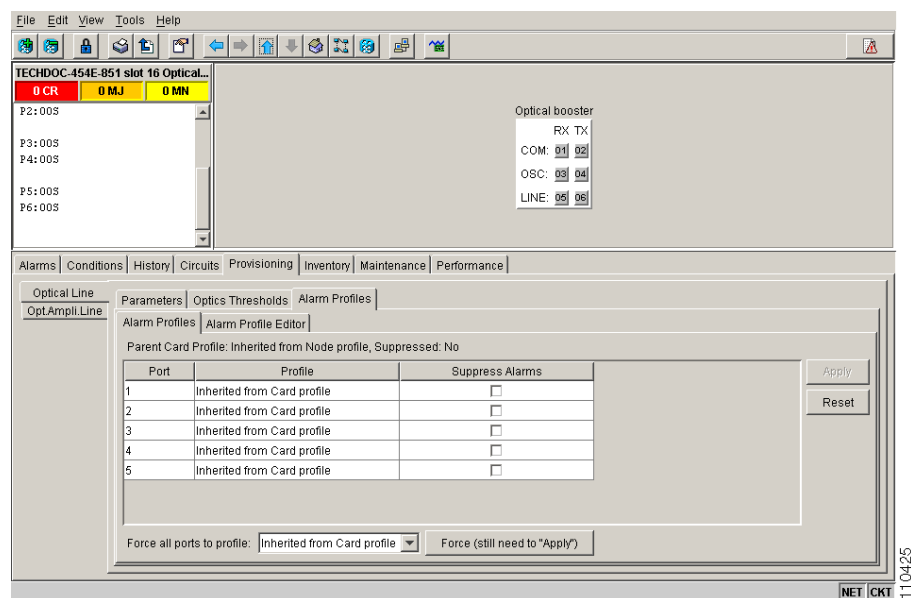 File Edit View Tools Help
TECHDOC-454E-851 slot 16 Optical...
0 CR 0 MJ 0 MN
P2:OOS
P3:OOS
P4:OOS
P5:OOS
P6:OOS
Optical booster
RX TX
COM: 01 02
OSC: 03 04
LINE: 05 06
Alarms Conditions History Circuits Provisioning Inventory Maintenance Performance
Optical Line
Opt.Ampli.Line
Parameters Optics Thresholds Alarm Profiles
Alarm Profiles Alarm Profile Editor
Parent Card Profile: Inherited from Node profile, Suppressed: No
Port Profile Suppress Alarms
1 Inherited from Card profile
2 Inherited from Card profile
3 Inherited from Card profile
4 Inherited from Card profile
5 Inherited from Card profile
Apply
Reset
Force all ports to profile: Inherited from Card profile Force (still need to "Apply")
NET CKT
110425